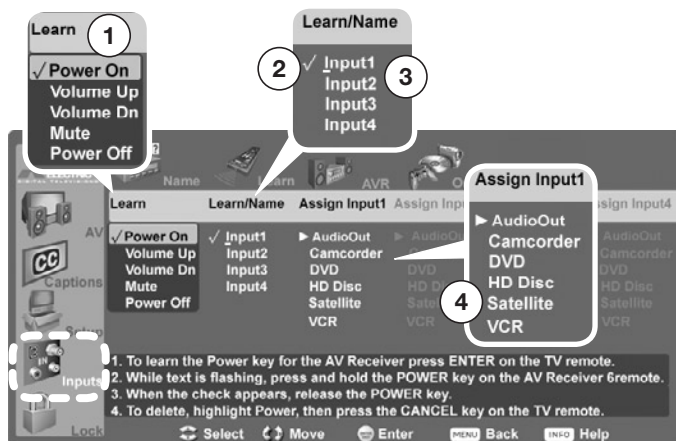 Learn
1
√ Power On
Volume Up
Volume Dn
Mute
Power Off
Learn/Name
2
√ Input1
3
Input2
Input3
Input4
Name
Learn
AVR
Learn
Learn/Name
Assign Input1
Assign
Assign Input1
Input4
AV
Captions
Setup
Inputs
Lock
CC
IN
√ Power On
Volume Up
Volume Dn
Mute
Power Off
√ Input1
Input2
Input3
Input4
► AudioOut
Camcorder
DVD
HD Disc
Satellite
VCR
► AudioOut
DVD
VCR
► AudioOut
Camcorder
DVD
HD Disc
4
Satellite
VCR
AudioOut
Camcorder
DVD
HD Disc
Satellite
VCR
1. To learn the Power key for the AV Receiver press ENTER on the TV remote.
2. While text is flashing, press and hold the POWER key on the AV Receiver 6remote.
3. When the check appears, release the POWER key.
4. To delete, highlight Power, then press the CANCEL key on the TV remote.
Select
Move
Enter
MENU Back
INFO Help